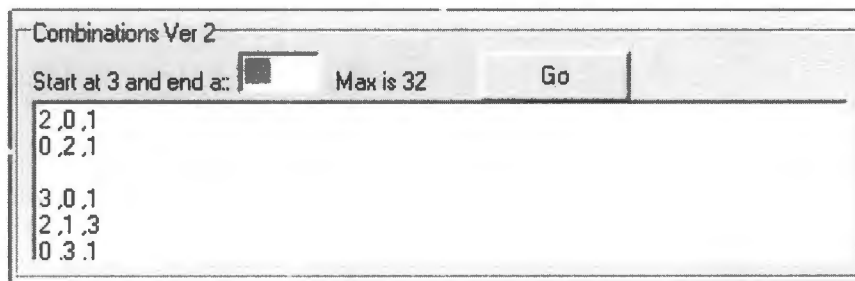 Combinations Ver 2
Start at 3 and end a:: Max is 32 Go
2 ,0 ,1
0 ,2 ,1
3 ,0 ,1
2 ,1 ,3
0 .3 .1